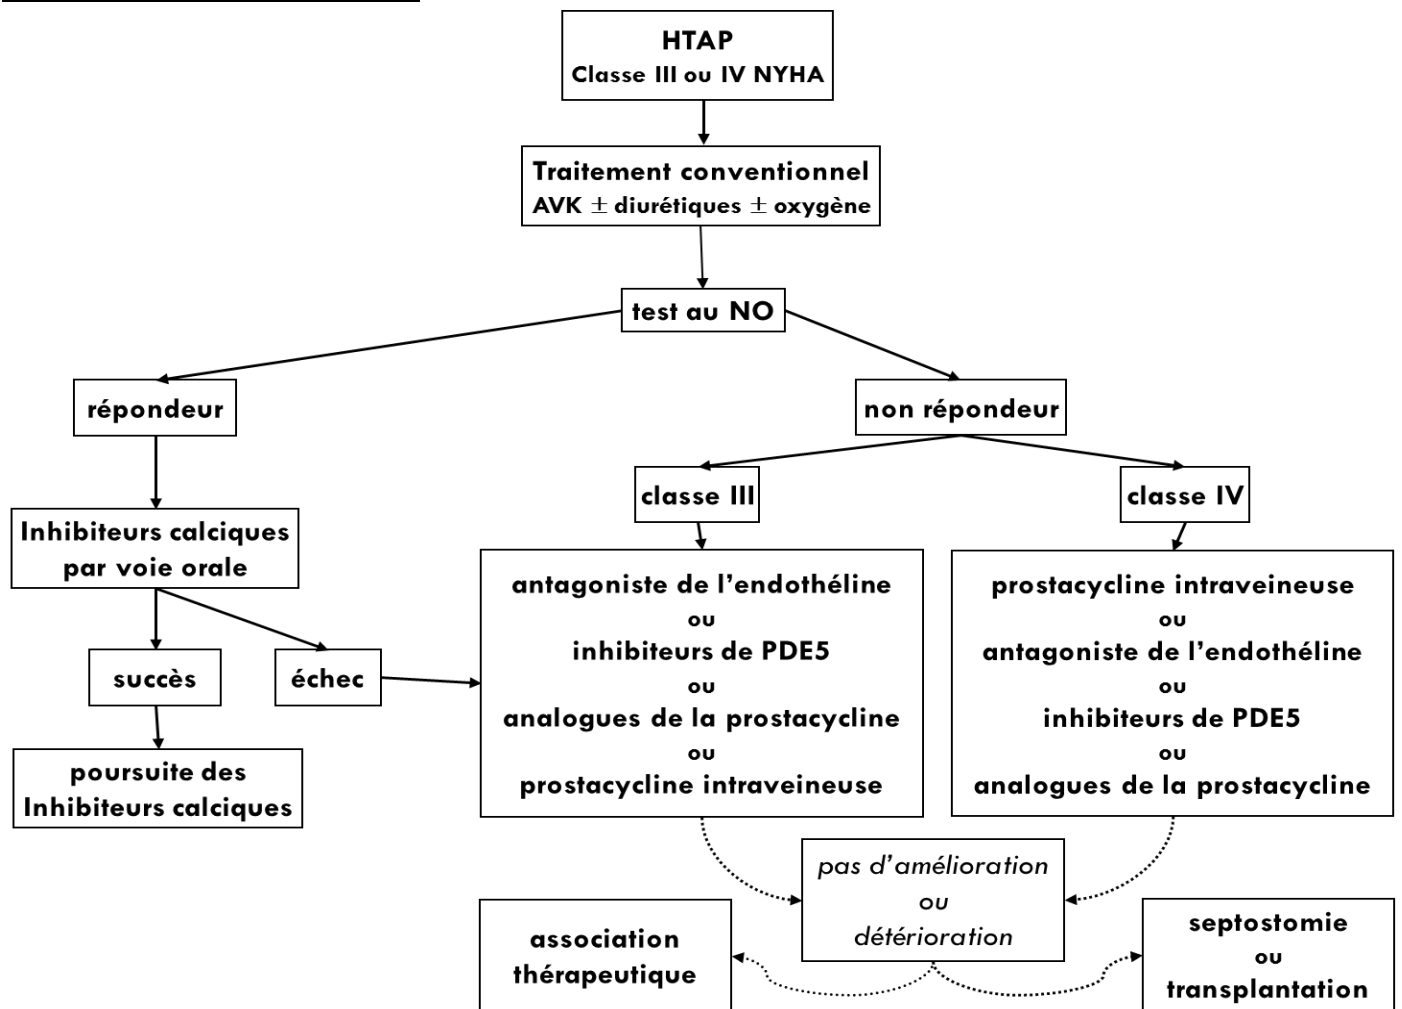 HTAP
Classe III ou IV NYHA
Traitement conventionnel
AVK ± diurétiques ± oxygène
test au NO
répondeur
non répondeur
classe III
classe IV
Inhibiteurs calciques
par voie orale
succès
échec
poursuite des
Inhibiteurs calciques
antagoniste de l'endothéline
ou
inhibiteurs de PDE5
ou
analogues de la prostacycline
ou
prostacycline intraveineuse
prostacycline intraveineuse
ou
antagoniste de l'endothéline
ou
inhibiteurs de PDE5
ou
analogues de la prostacycline
pas d'amélioration
ou
détérioration
association
thérapeutique
septostomie
ou
transplantation